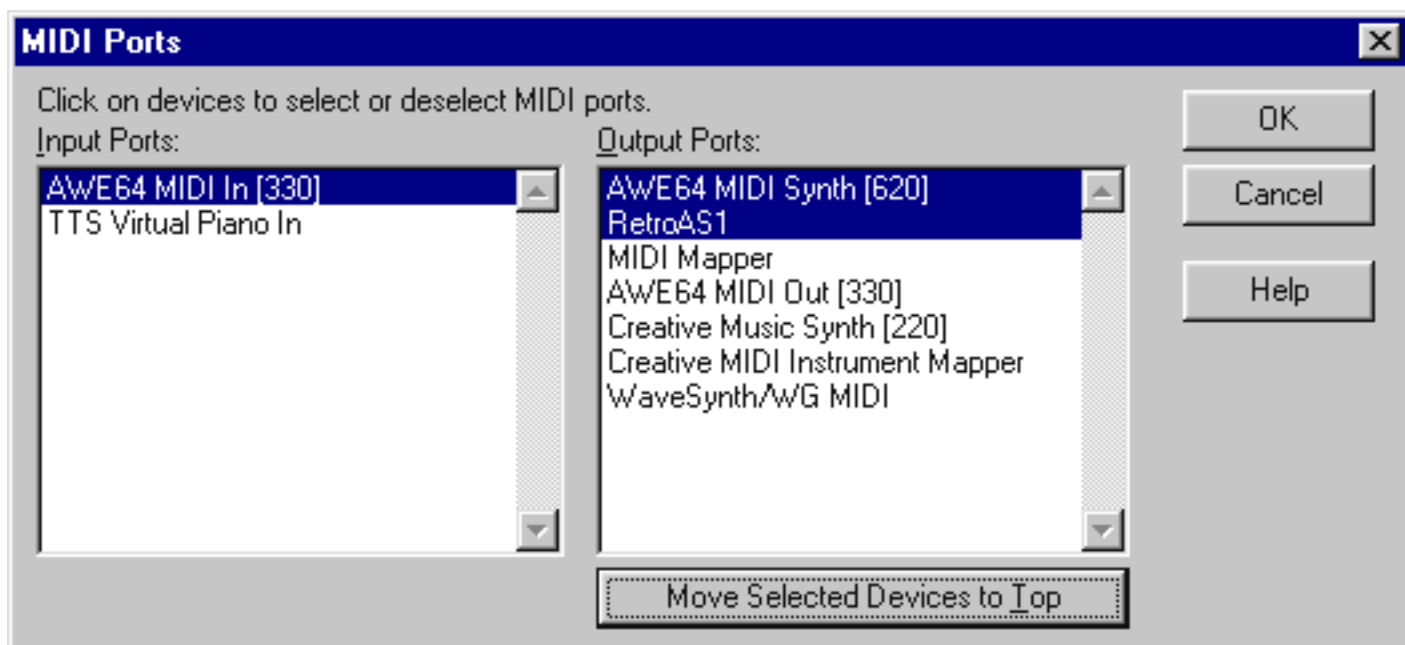 MIDI Ports
Click on devices to select or deselect MIDI ports.
Input Ports:
AWE64 MIDI In [330]
TTS Virtual Piano In
Output Ports:
AWE64 MIDI Synth [620]
RetroAS1
MIDI Mapper
AWE64 MIDI Out [330]
Creative Music Synth [220]
Creative MIDI Instrument Mapper
WaveSynth/WG MIDI
Move Selected Devices to Top
OK
Cancel
Help